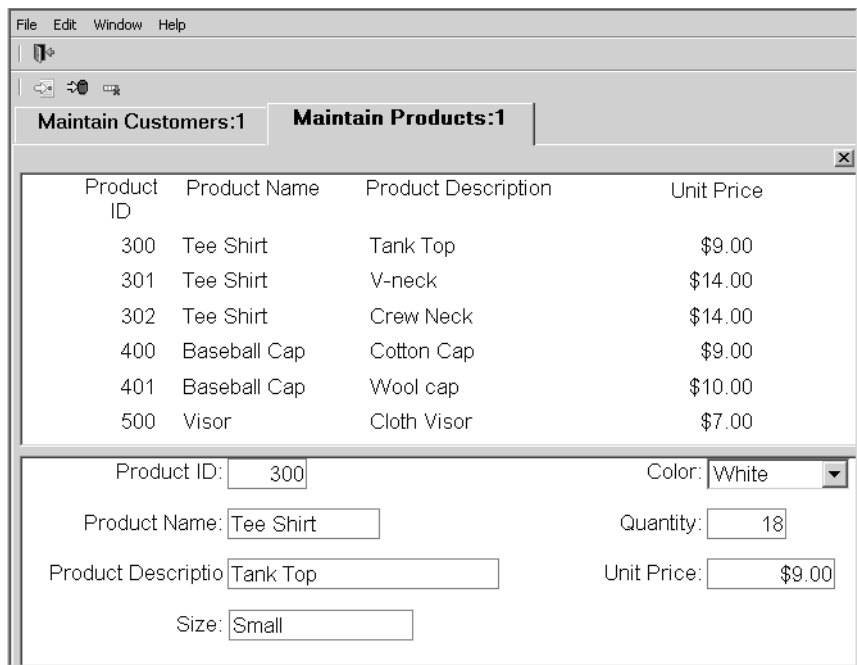 File Edit Window Help
Maintain Customers:1 Maintain Products:1
Product ID Product Name Product Description Unit Price
300 Tee Shirt Tank Top $9.00
301 Tee Shirt V-neck $14.00
302 Tee Shirt Crew Neck $14.00
400 Baseball Cap Cotton Cap $9.00
401 Baseball Cap Wool cap $10.00
500 Visor Cloth Visor $7.00
Product ID: 300 Color: White
Product Name: Tee Shirt Quantity: 18
Product Descriptio Tank Top Unit Price: $9.00
Size: Small